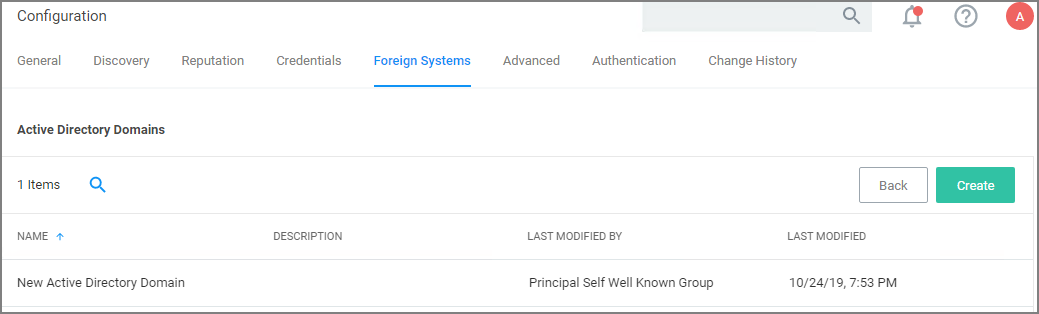 Configuration
A
General Discovery Reputation Credentials Foreign Systems Advanced Authentication Change History
Active Directory Domains
1 Items Back Create
NAME DESCRIPTION LAST MODIFIED BY LAST MODIFIED
New Active Directory Domain Principal Self Well Known Group 10/24/19, 7:53 PM